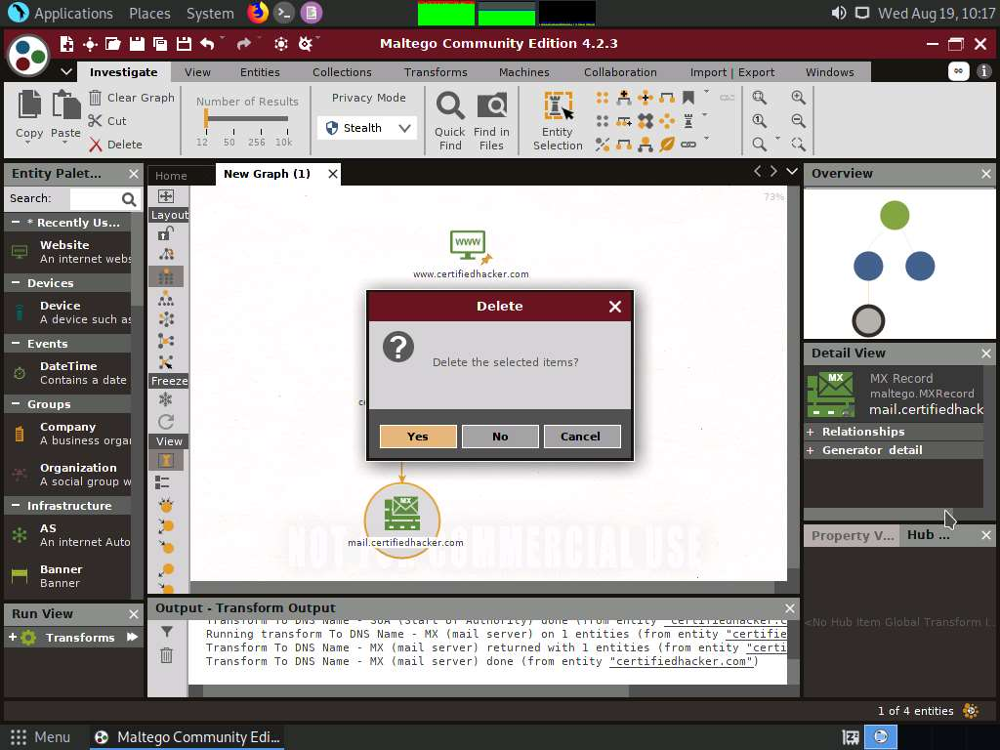 Applications Places System
Wed Aug 19, 10:17
Maltego Community Edition 4.2.3
Investigate View Entities Collections Transforms Machines Collaboration Import | Export Windows
Copy
Paste
Clear Graph
Cut
Delete
Number of Results
12 50 256 10k
Privacy Mode
Stealth
Quick
Find
Find in
Files
Entity
Selection
Entity Palet...
Search:
* Recently Us...
Website
An internet webs
Devices
Device
A device such as
Events
DateTime
Contains a date
Groups
Company
A business orga
Organization
A social group w
Infrastructure
AS
An internet Auto
Banner
Banner
Run View
Transforms
Home
New Graph (1)
Layout
Freeze
View
73%
WWW
www.certifiedhacker.com
Delete
Delete the selected items?
Yes No Cancel
MX
mail.certifiedhacker.com
NOT FOR COMMERCIAL USE
Output - Transform Output
Transform To DNS Name - SOA (Start of Authority) done (from entity "certifiedhacker.c
Running transform To DNS Name - MX (mail server) on 1 entities (from entity "certifie
Transform To DNS Name - MX (mail server) returned with 1 entities (from entity "certi
Transform To DNS Name - MX (mail server) done (from entity "certifiedhacker.com")
Overview
Detail View
MX
MX Record
maltego.MXRecord
mail.certifiedhack
Relationships
Generator detail
Property V... Hub ...
<No Hub Item Global Transform I...
1 of 4 entities
Menu
Maltego Community Edi...